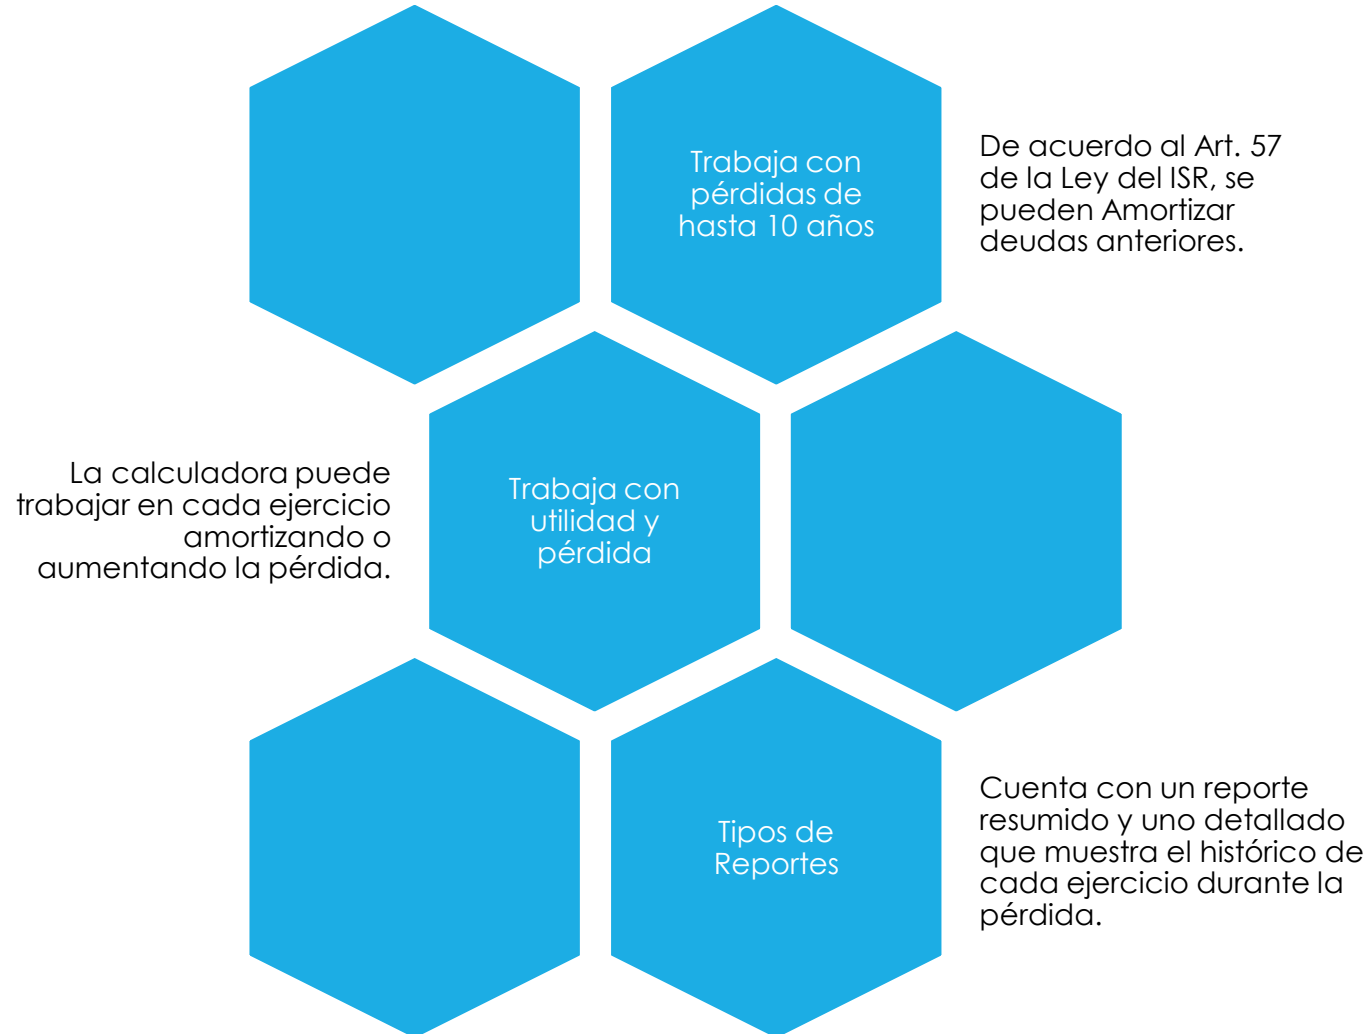 Trabaja con
pérdidas de
hasta 10 años
De acuerdo al Art. 57
de la Ley del ISR, se
pueden Amortizar
deudas anteriores.
La calculadora puede
trabajar en cada ejercicio
amortizando o
aumentando la pérdida.
Trabaja con
utilidad y
pérdida
Tipos de
Reportes
Cuenta con un reporte
resumido y uno detallado
que muestra el histórico de
cada ejercicio durante la
pérdida.